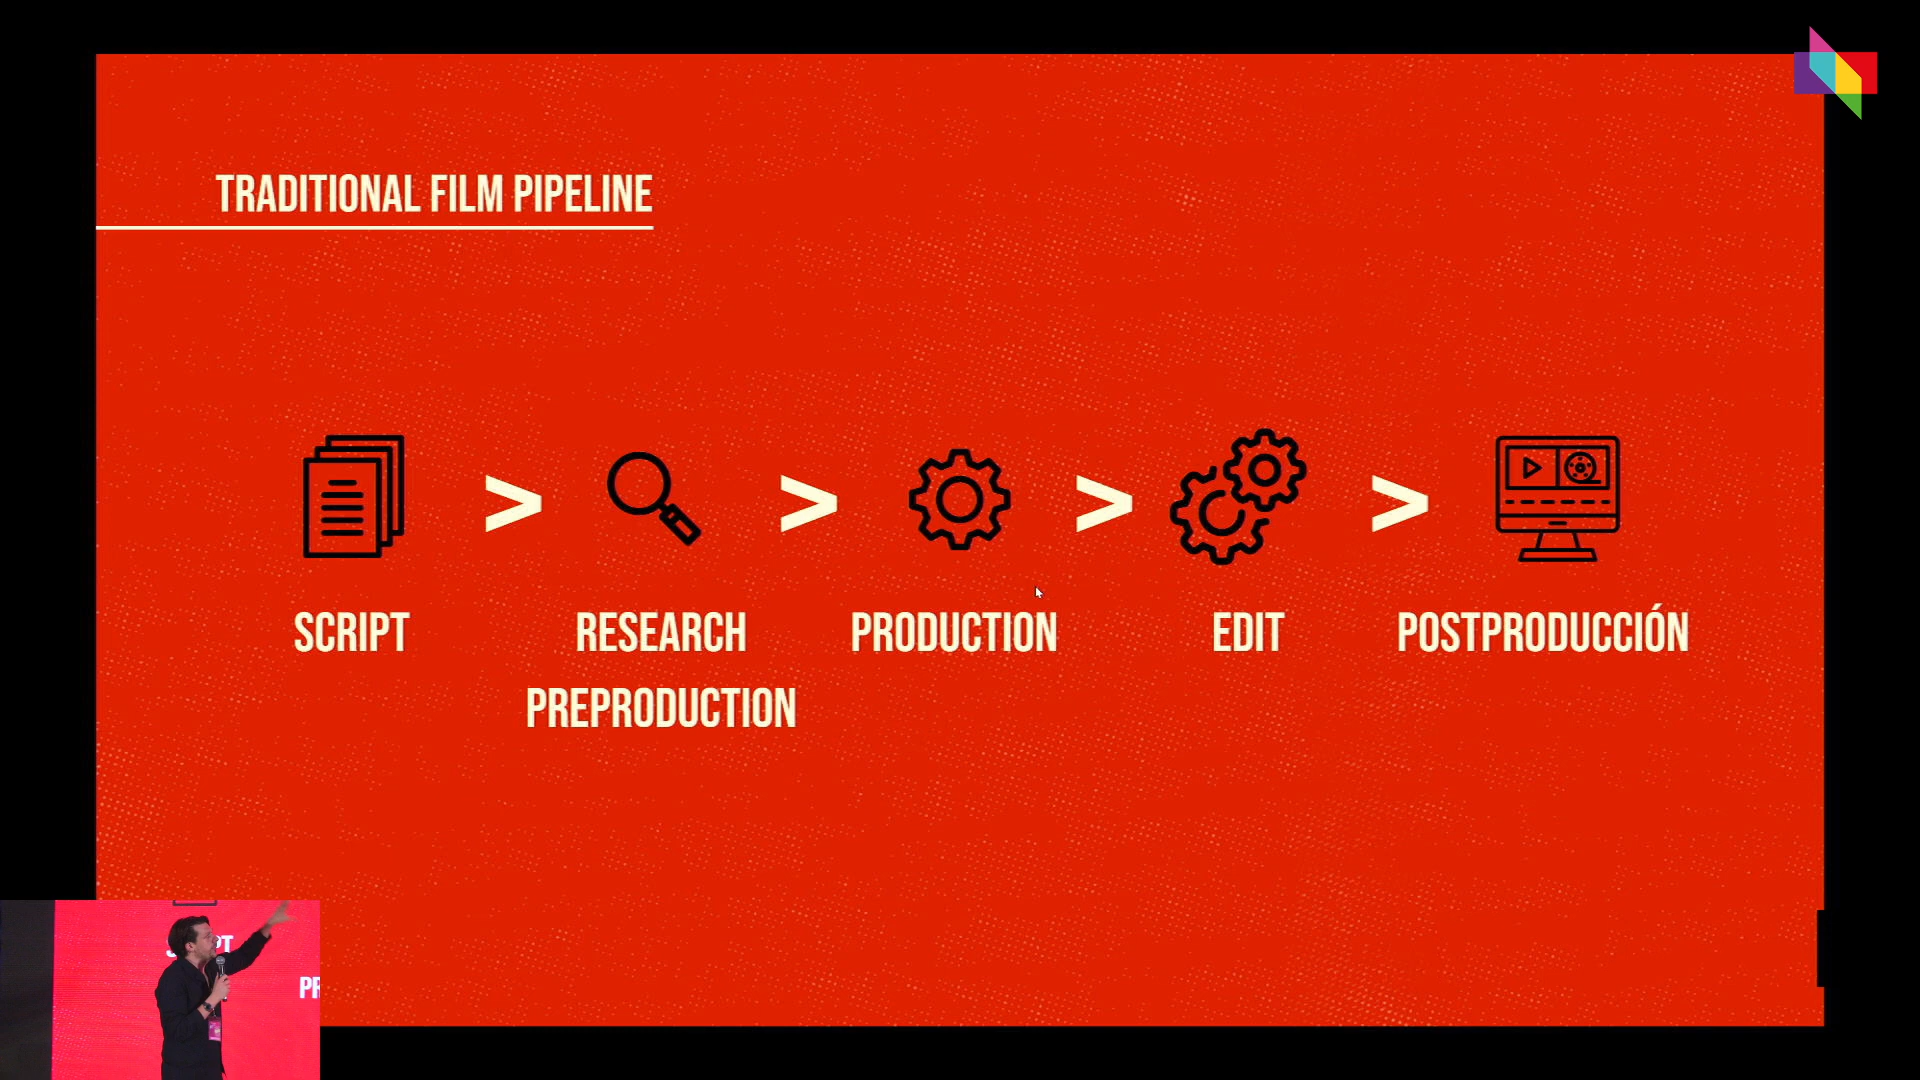 TRADITIONAL FILM PIPELINE
> > > >
SCRIPT
RESEARCH
PREPRODUCTION
PRODUCTION
EDIT
POSTPRODUCCIÓN